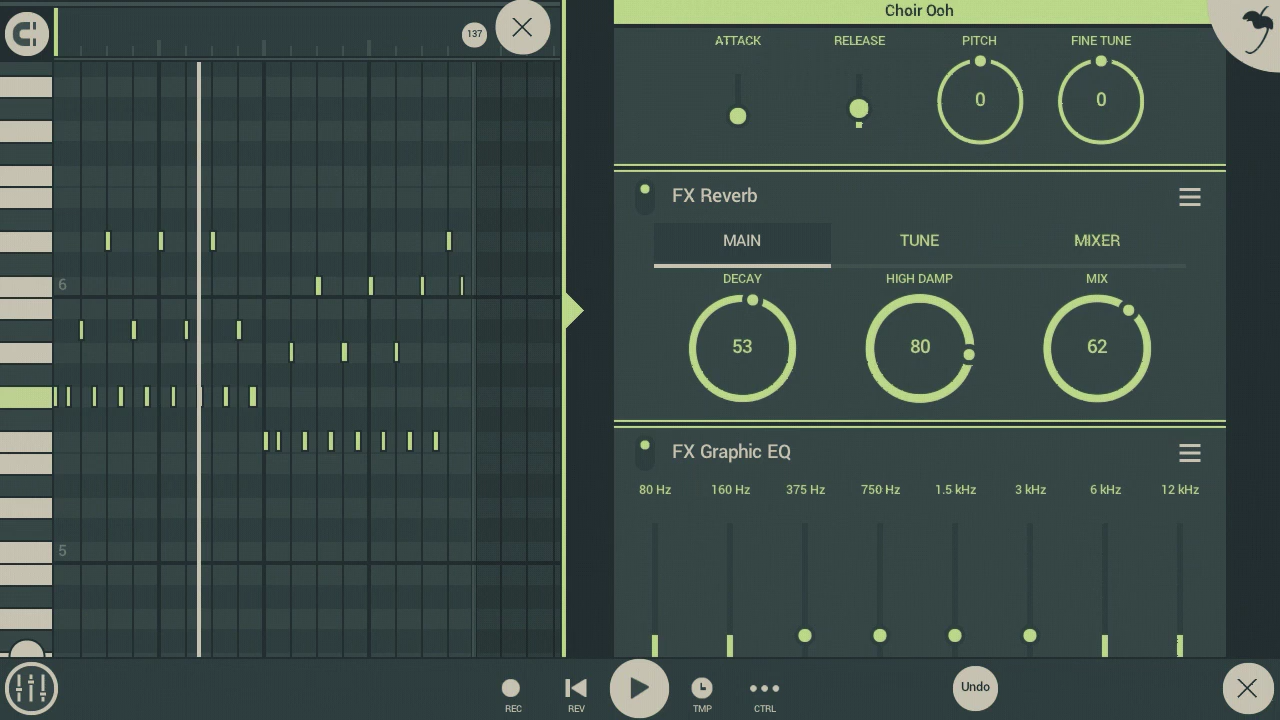 Choir Ooh
137
ATTACK RELEASE PITCH FINE TUNE
0 0
FX Reverb
MAIN TUNE MIXER
DECAY HIGH DAMP MIX
53 80 62
6
FX Graphic EQ
80 Hz 160 Hz 375 Hz 750 Hz 1.5 kHz 3 kHz 6 kHz 12 kHz
5
REC REV TMP CTRL Undo